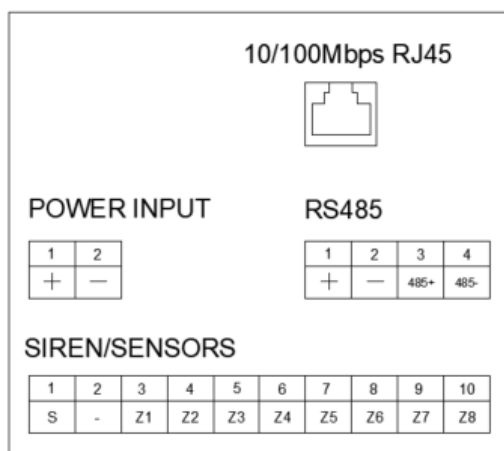 10/100Mbps RJ45
POWER INPUT RS485
1 2 1 2 3 4
+ — + — 485+ 485-
SIREN/SENSORS
1 2 3 4 5 6 7 8 9 10
S - Z1 Z2 Z3 Z4 Z5 Z6 Z7 Z8